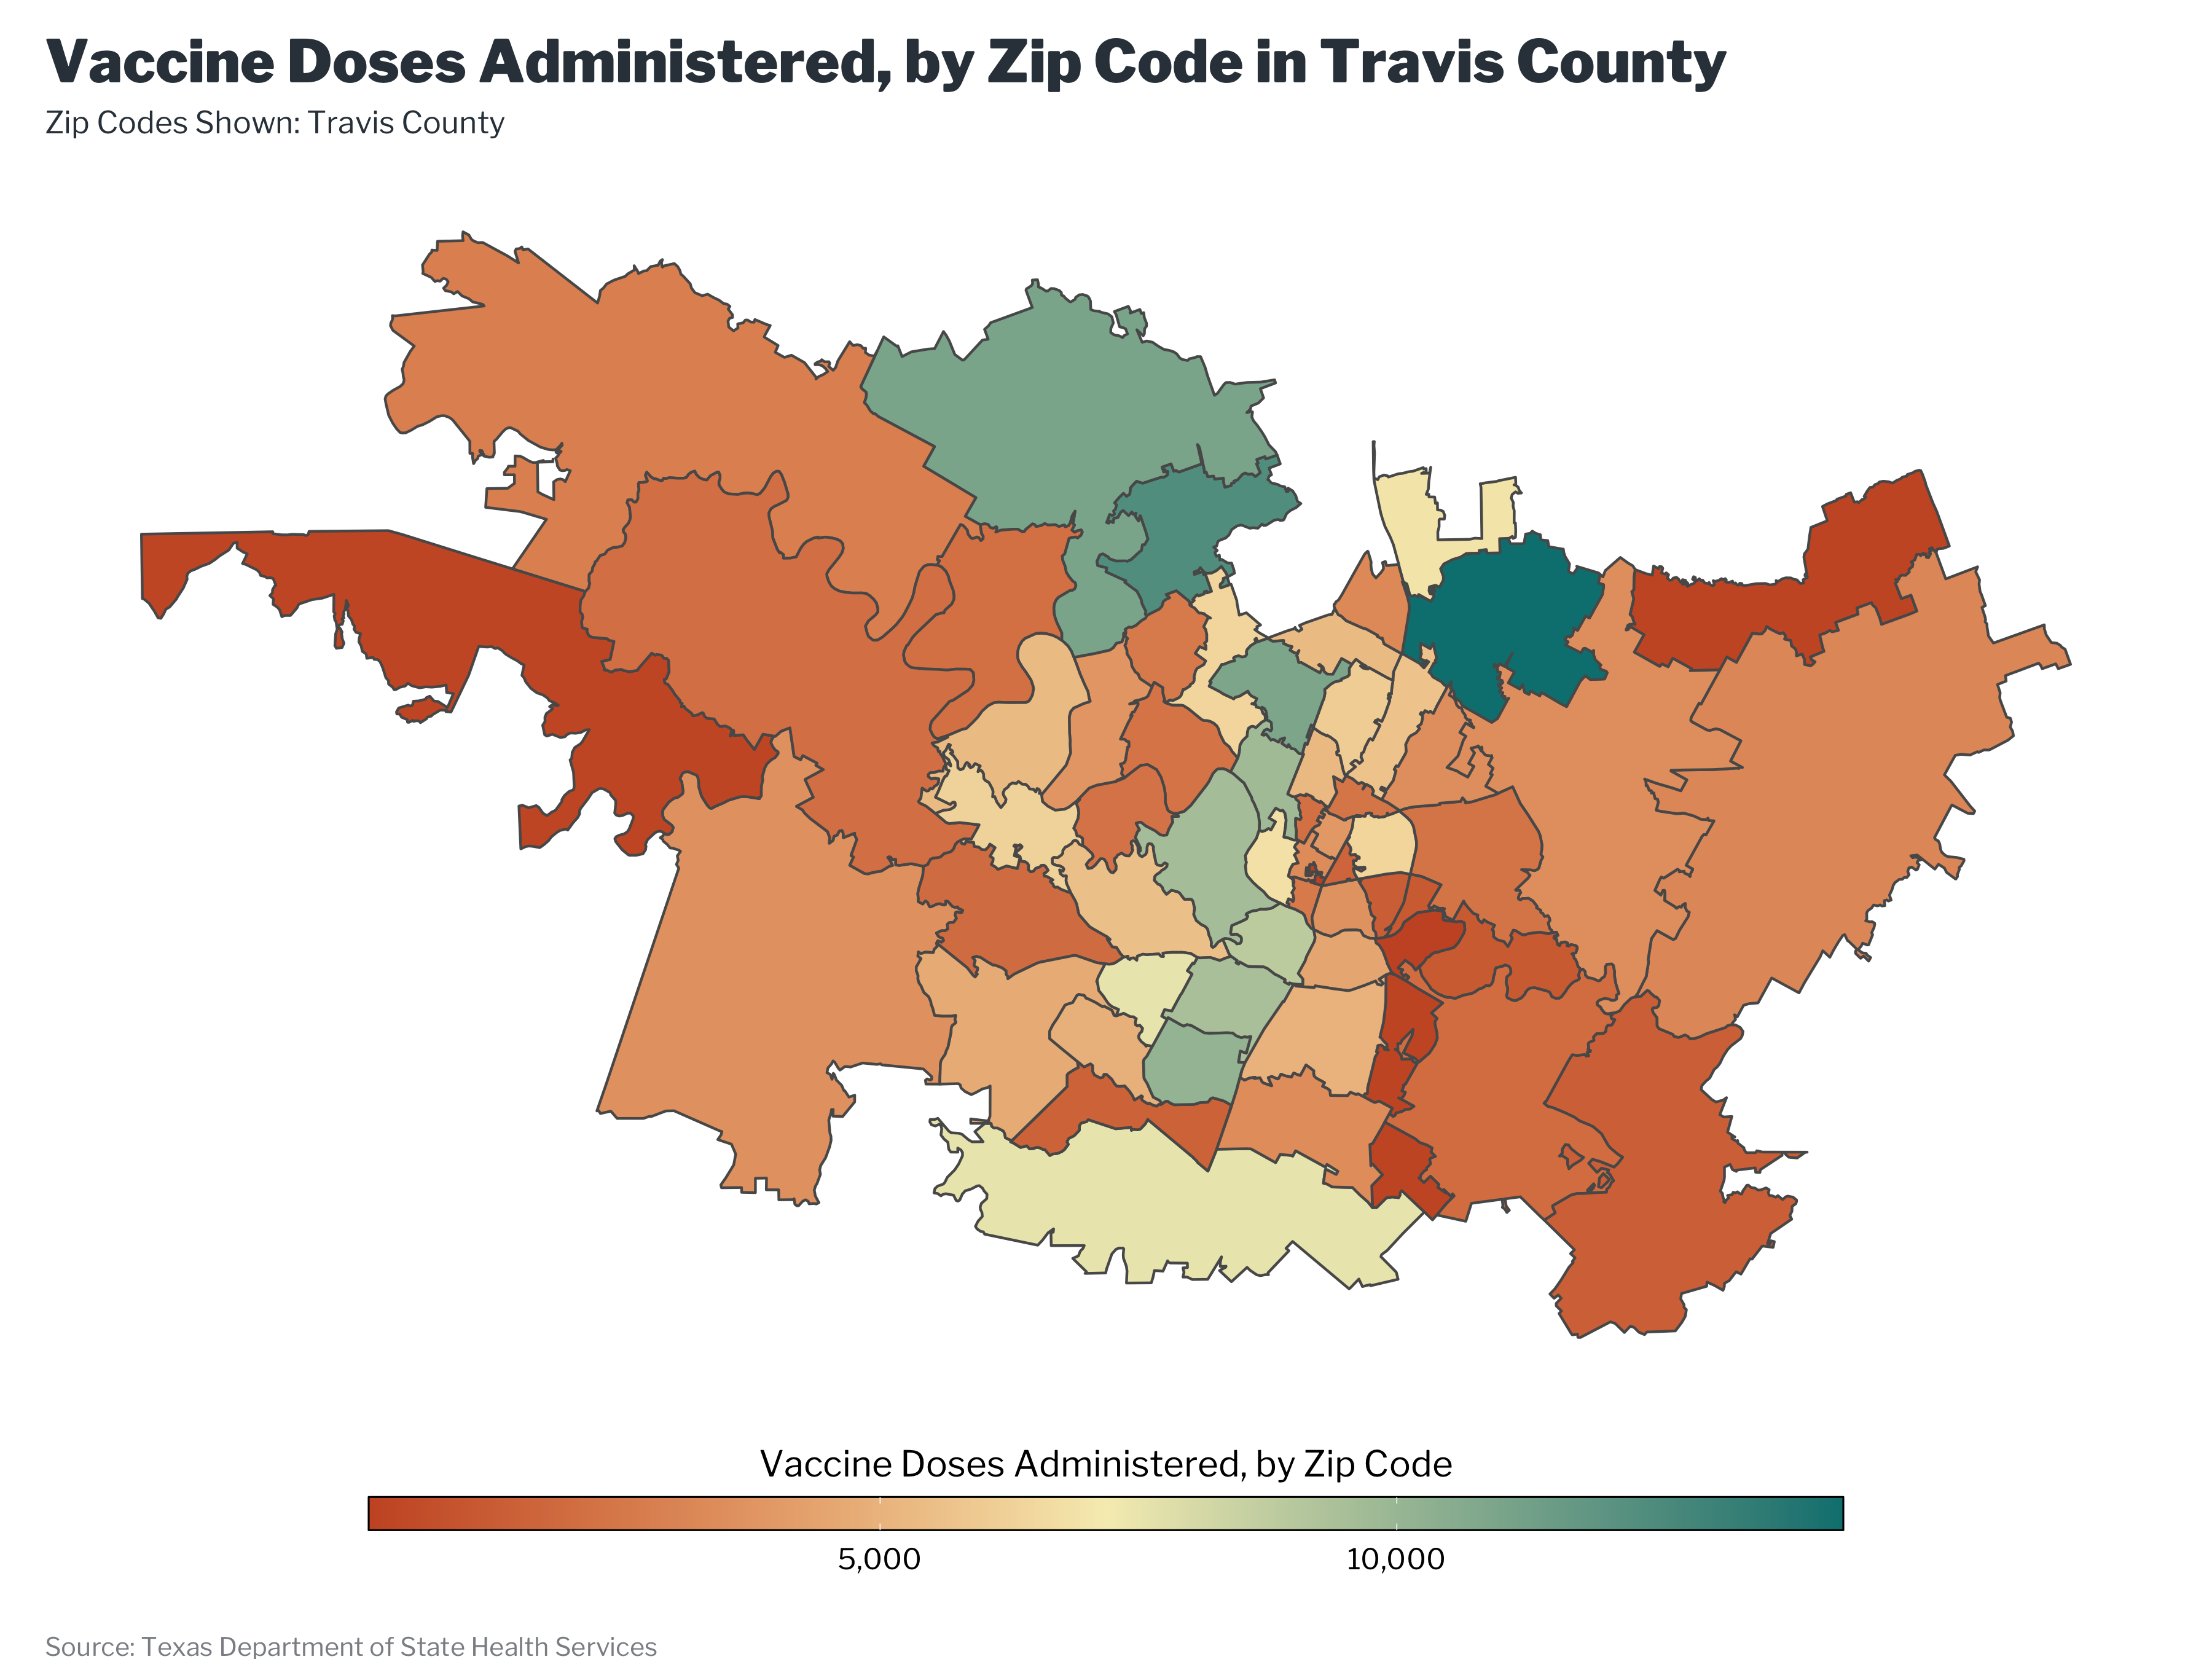 Vaccine Doses Administered, by Zip Code in Travis County
Zip Codes Shown: Travis County
Vaccine Doses Administered, by Zip Code
5,000 10,000
Source: Texas Department of State Health Services